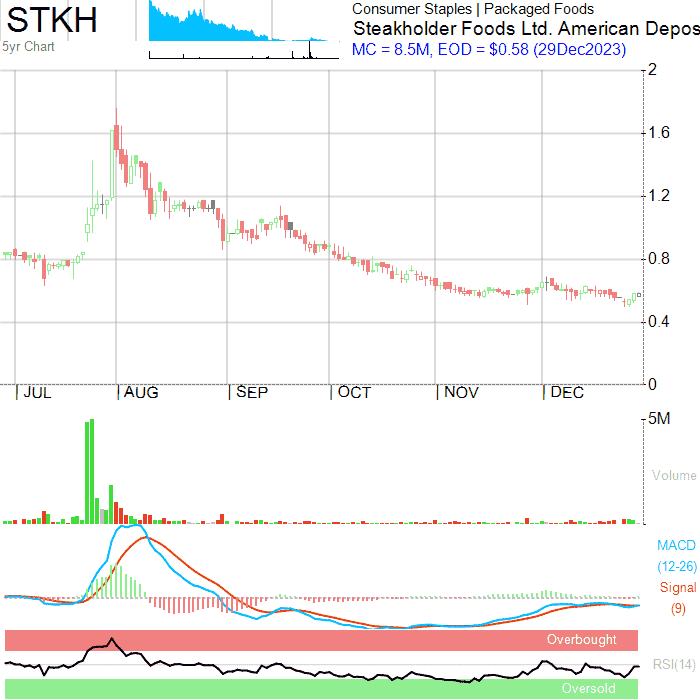 STKH
5yr Chart
Consumer Staples | Packaged Foods
Steakholder Foods Ltd. American Depos
MC = 8.5M, EOD = $0.58 (29Dec2023)
2
1.6
1.2
0.8
0.4
0
JUL AUG SEP OCT NOV DEC
5M
Volume
MACD
(12-26)
Signal
(9)
Overbought
RSI(14)
Oversold